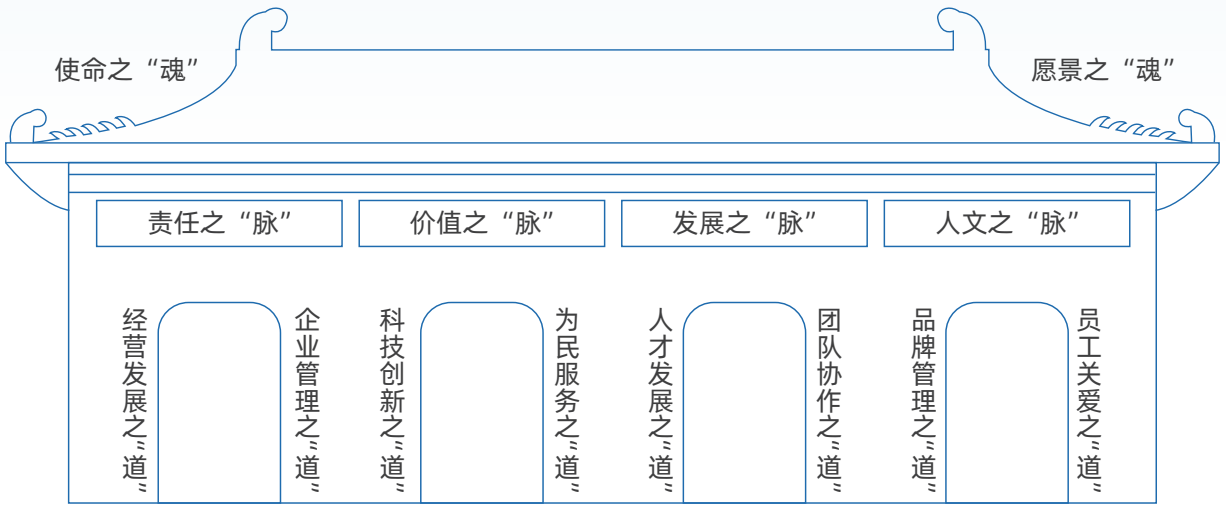 使命之“魂”
愿景之“魂”
责任之“脉”
价值之“脉”
发展之“脉”
人文之“脉”
经营发展之“道”
企业管理之“道”
科技创新之“道”
为民服务之“道”
人才发展之“道”
团队协作之“道”
品牌管理之“道”
员工关爱之“道”